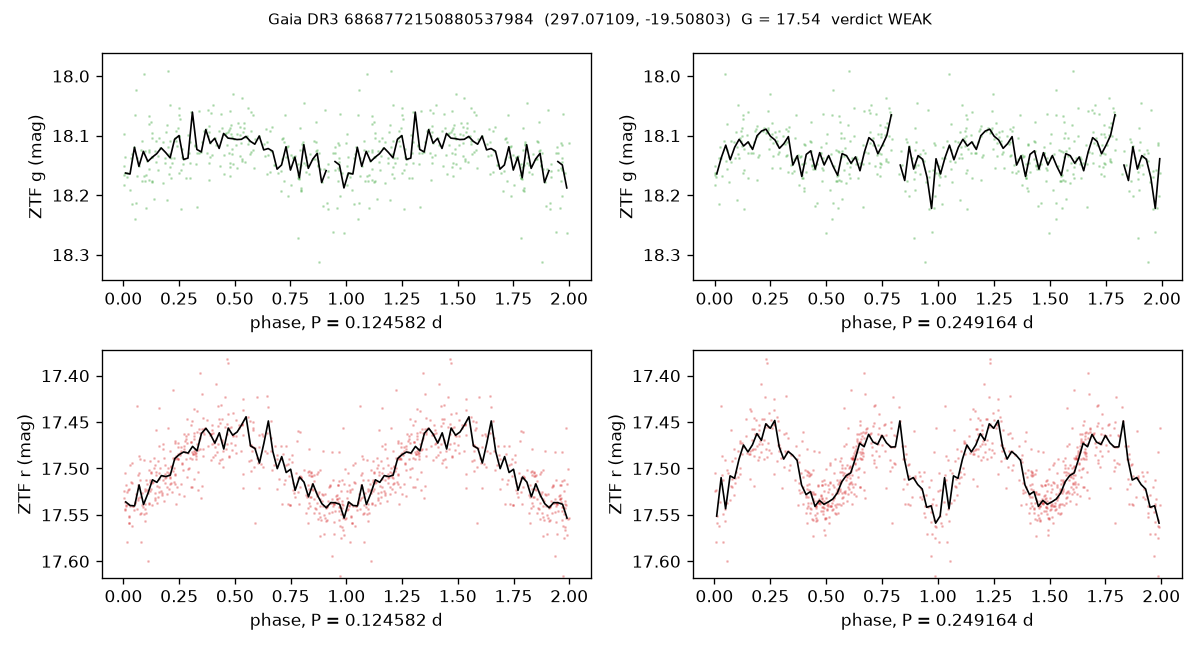 Gaia DR3 6868772150880537984  (297.07109, -19.50803)  G = 17.54  verdict WEAK
ZTF g (mag)
18.0
18.1
18.2
18.3
0.00 0.25 0.50 0.75 1.00 1.25 1.50 1.75 2.00
phase, P = 0.124582 d
ZTF g (mag)
18.0
18.1
18.2
18.3
0.00 0.25 0.50 0.75 1.00 1.25 1.50 1.75 2.00
phase, P = 0.249164 d
ZTF r (mag)
17.40
17.45
17.50
17.55
17.60
0.00 0.25 0.50 0.75 1.00 1.25 1.50 1.75 2.00
phase, P = 0.124582 d
ZTF r (mag)
17.40
17.45
17.50
17.55
17.60
0.00 0.25 0.50 0.75 1.00 1.25 1.50 1.75 2.00
phase, P = 0.249164 d